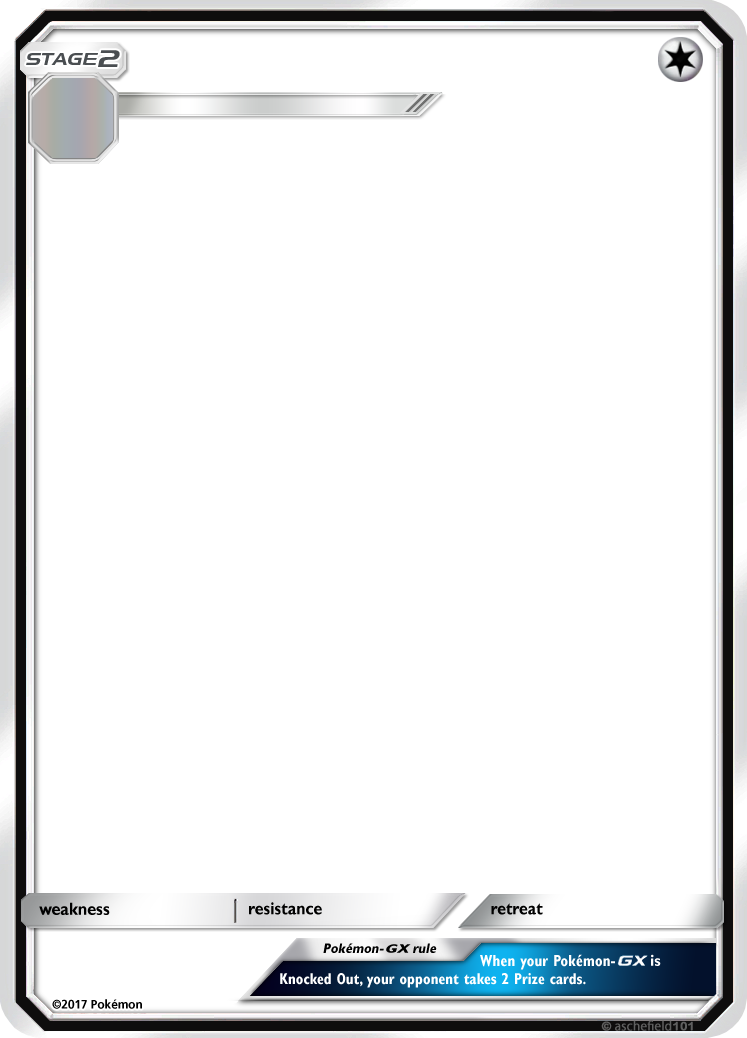 STAGE2
weakness | resistance
retreat
Pokémon-GX rule
When your Pokémon-GX is
Knocked Out, your opponent takes 2 Prize cards.
©2017 Pokémon
© aschefield101